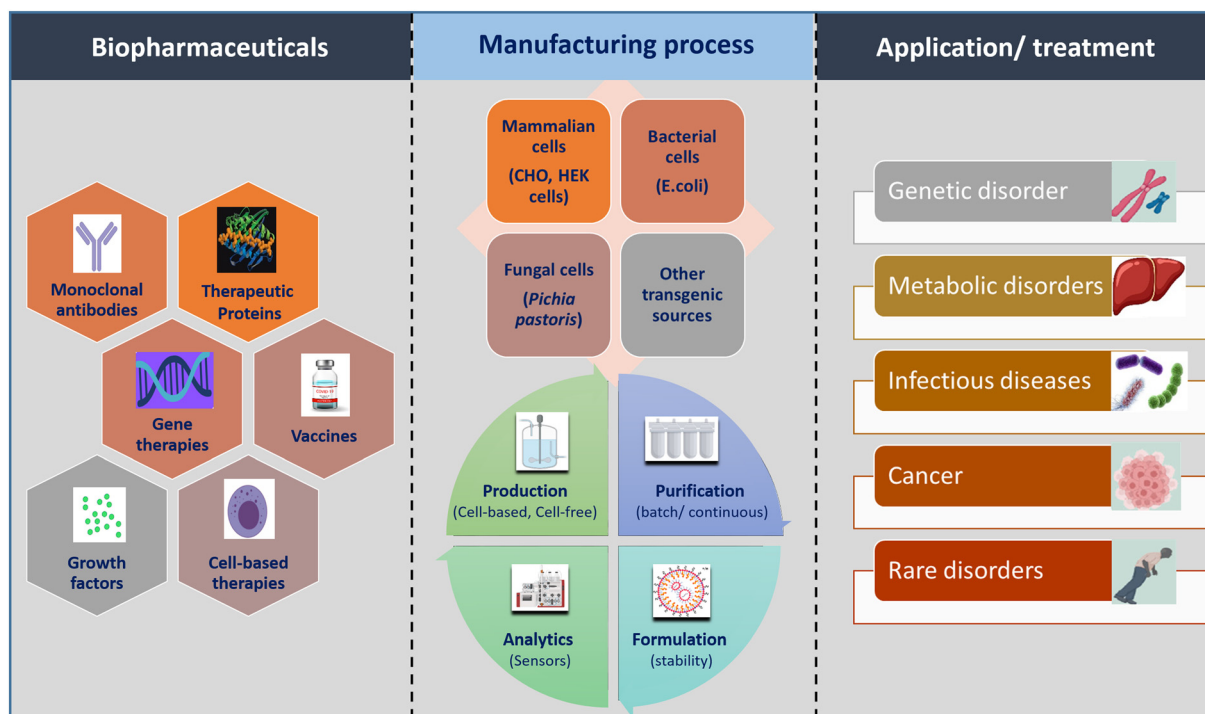 Biopharmaceuticals
Manufacturing process
Application/ treatment
Monoclonal
antibodies
Therapeutic
Proteins
Gene
therapies
Vaccines
Growth
factors
Cell-based
therapies
Mammalian
cells
(CHO, HEK
cells)
Bacterial
cells
(E.coli)
Fungal cells
(Pichia
pastoris)
Other
transgenic
sources
Production
(Cell-based, Cell-free)
Purification
(batch/ continuous)
Analytics
(Sensors)
Formulation
(stability)
Genetic disorder
Metabolic disorders
Infectious diseases
Cancer
Rare disorders